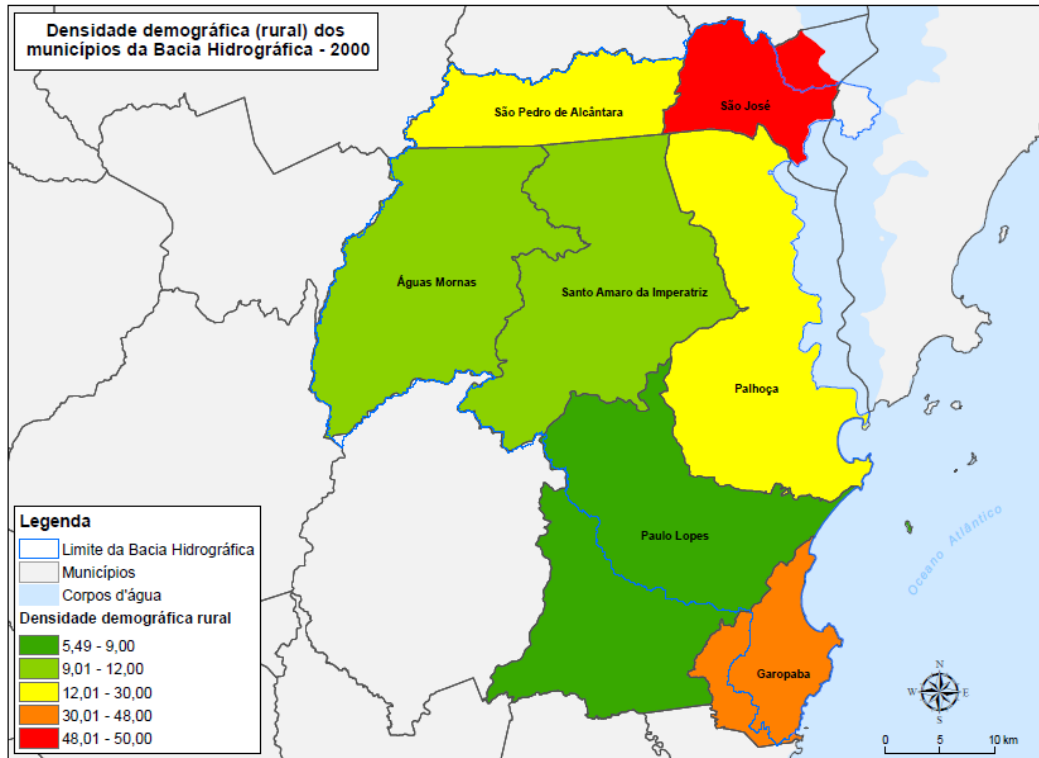 Densidade demográfica (rural) dos
municípios da Bacia Hidrográfica - 2000
São Pedro de Alcântara
São José
Águas Mornas
Santo Amaro da Imperatriz
Palhoça
Paulo Lopes
Garopaba
Oceano Atlântico
Legenda
Limite da Bacia Hidrográfica
Municípios
Corpos d'água
Densidade demográfica rural
5,49 - 9,00
9,01 - 12,00
12,01 - 30,00
30,01 - 48,00
48,01 - 50,00
N
W E
S
0 5 10 km